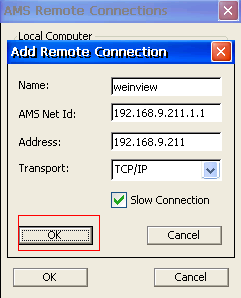 AMS Remote Connections
Local Computer
Add Remote Connection
Name: weinview
AMS Net Id: 192.168.9.211.1.1
Address: 192.168.9.211
Transport: TCP/IP
Slow Connection
OK Cancel
OK Cancel